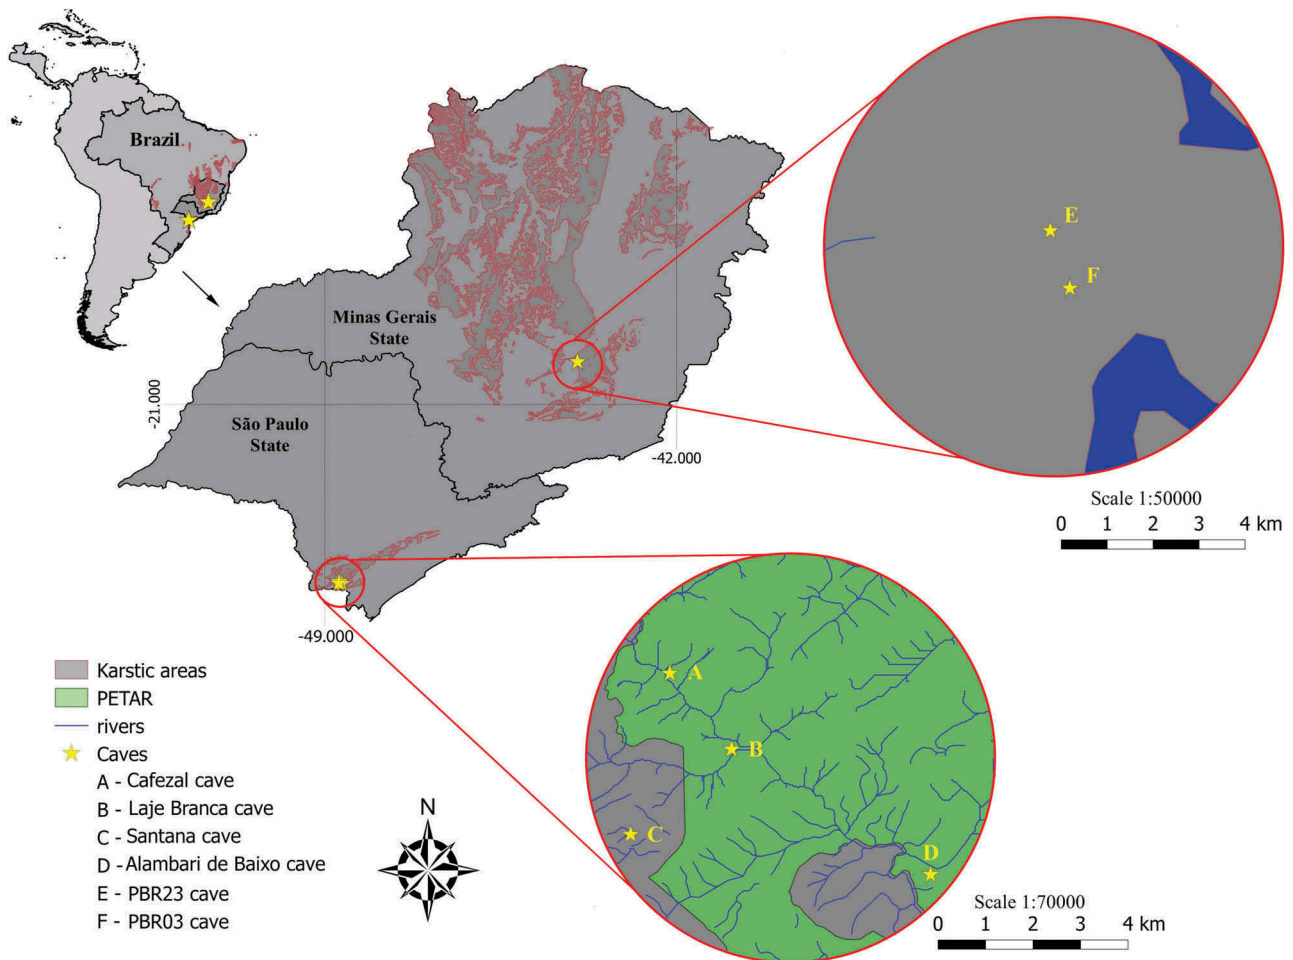 Brazil
Minas Gerais
State
São Paulo
State
-21.000
-42.000
-49.000
E
F
Scale 1:50000
0 1 2 3 4 km
A
B
C
D
Scale 1:70000
0 1 2 3 4 km
N
Karstic areas
PETAR
rivers
Caves
A - Cafezal cave
B - Laje Branca cave
C - Santana cave
D - Alambari de Baixo cave
E - PBR23 cave
F - PBR03 cave